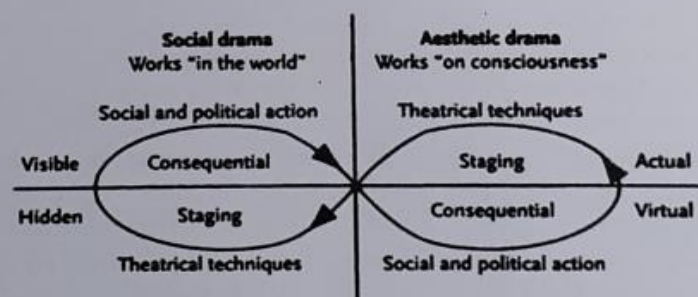 Social drama
Works "in the world"
Aesthetic drama
Works "on consciousness"
Social and political action
Theatrical techniques
Visible
Consequential
Staging
Actual
Hidden
Staging
Consequential
Virtual
Theatrical techniques
Social and political action